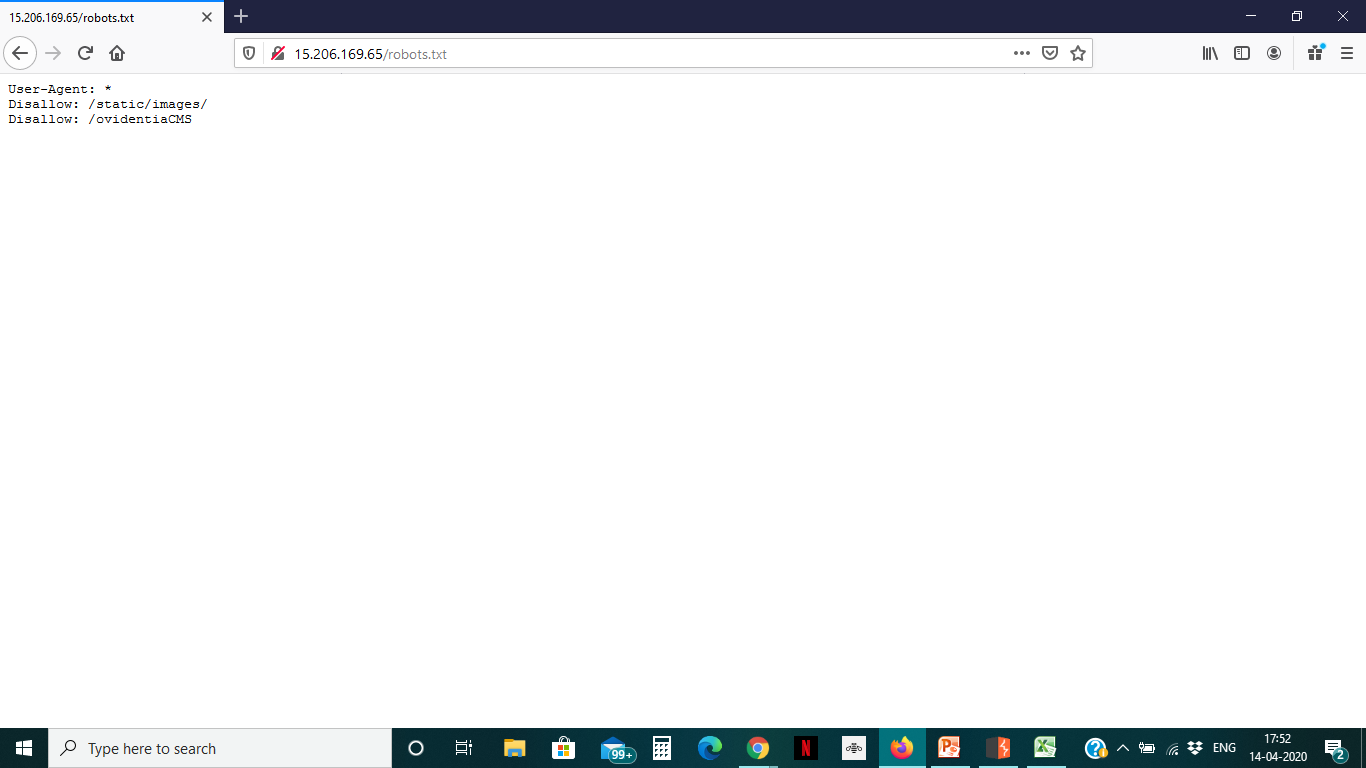 15.206.169.65/robots.txt
15.206.169.65/robots.txt
User-Agent: *
Disallow: /static/images/
Disallow: /ovidentiaCMS
Type here to search
99+
N
ENG
17:52
14-04-2020
2